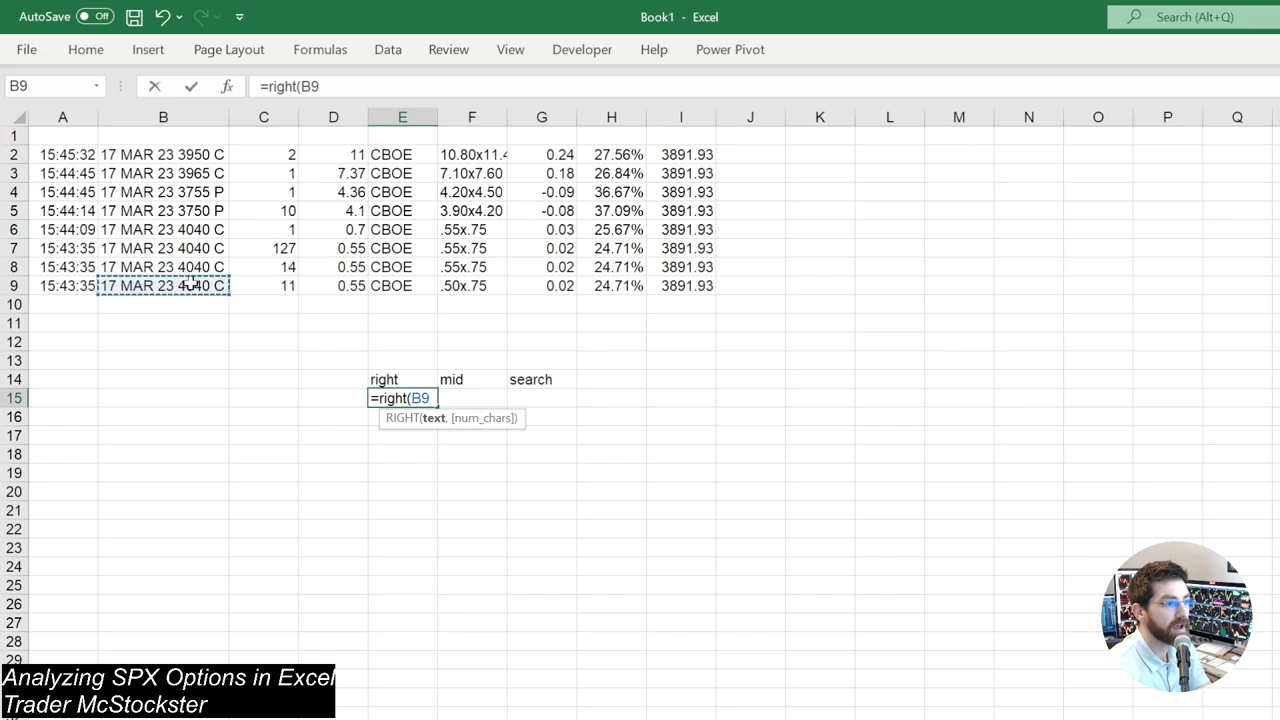 AutoSave Off Book1 - Excel Search (Alt+Q)
File Home Insert Page Layout Formulas Data Review View Developer Help Power Pivot
B9 fx =right(B9
A B C D E F G H I J K L M N O P Q
1
2 15:45:32 17 MAR 23 3950 C 2 11 CBOE 10.80x11.4 0.24 27.56% 3891.93
3 15:44:45 17 MAR 23 3965 C 1 7.37 CBOE 7.10x7.60 0.18 26.84% 3891.93
4 15:44:45 17 MAR 23 3755 P 1 4.36 CBOE 4.20x4.50 -0.09 36.67% 3891.93
5 15:44:14 17 MAR 23 3750 P 10 4.1 CBOE 3.90x4.20 -0.08 37.09% 3891.93
6 15:44:09 17 MAR 23 4040 C 1 0.7 CBOE .55x.75 0.03 25.67% 3891.93
7 15:43:35 17 MAR 23 4040 C 127 0.55 CBOE .55x.75 0.02 24.71% 3891.93
8 15:43:35 17 MAR 23 4040 C 14 0.55 CBOE .55x.75 0.02 24.71% 3891.93
9 15:43:35 17 MAR 23 4040 C 11 0.55 CBOE .50x.75 0.02 24.71% 3891.93
10
11
12
13
14 right mid search
15 =right(B9
16 RIGHT(text, [num_chars])
17
18
19
20
21
22
23
24
25
26
27
28
29
Analyzing SPX Options in Excel
Trader McStockster